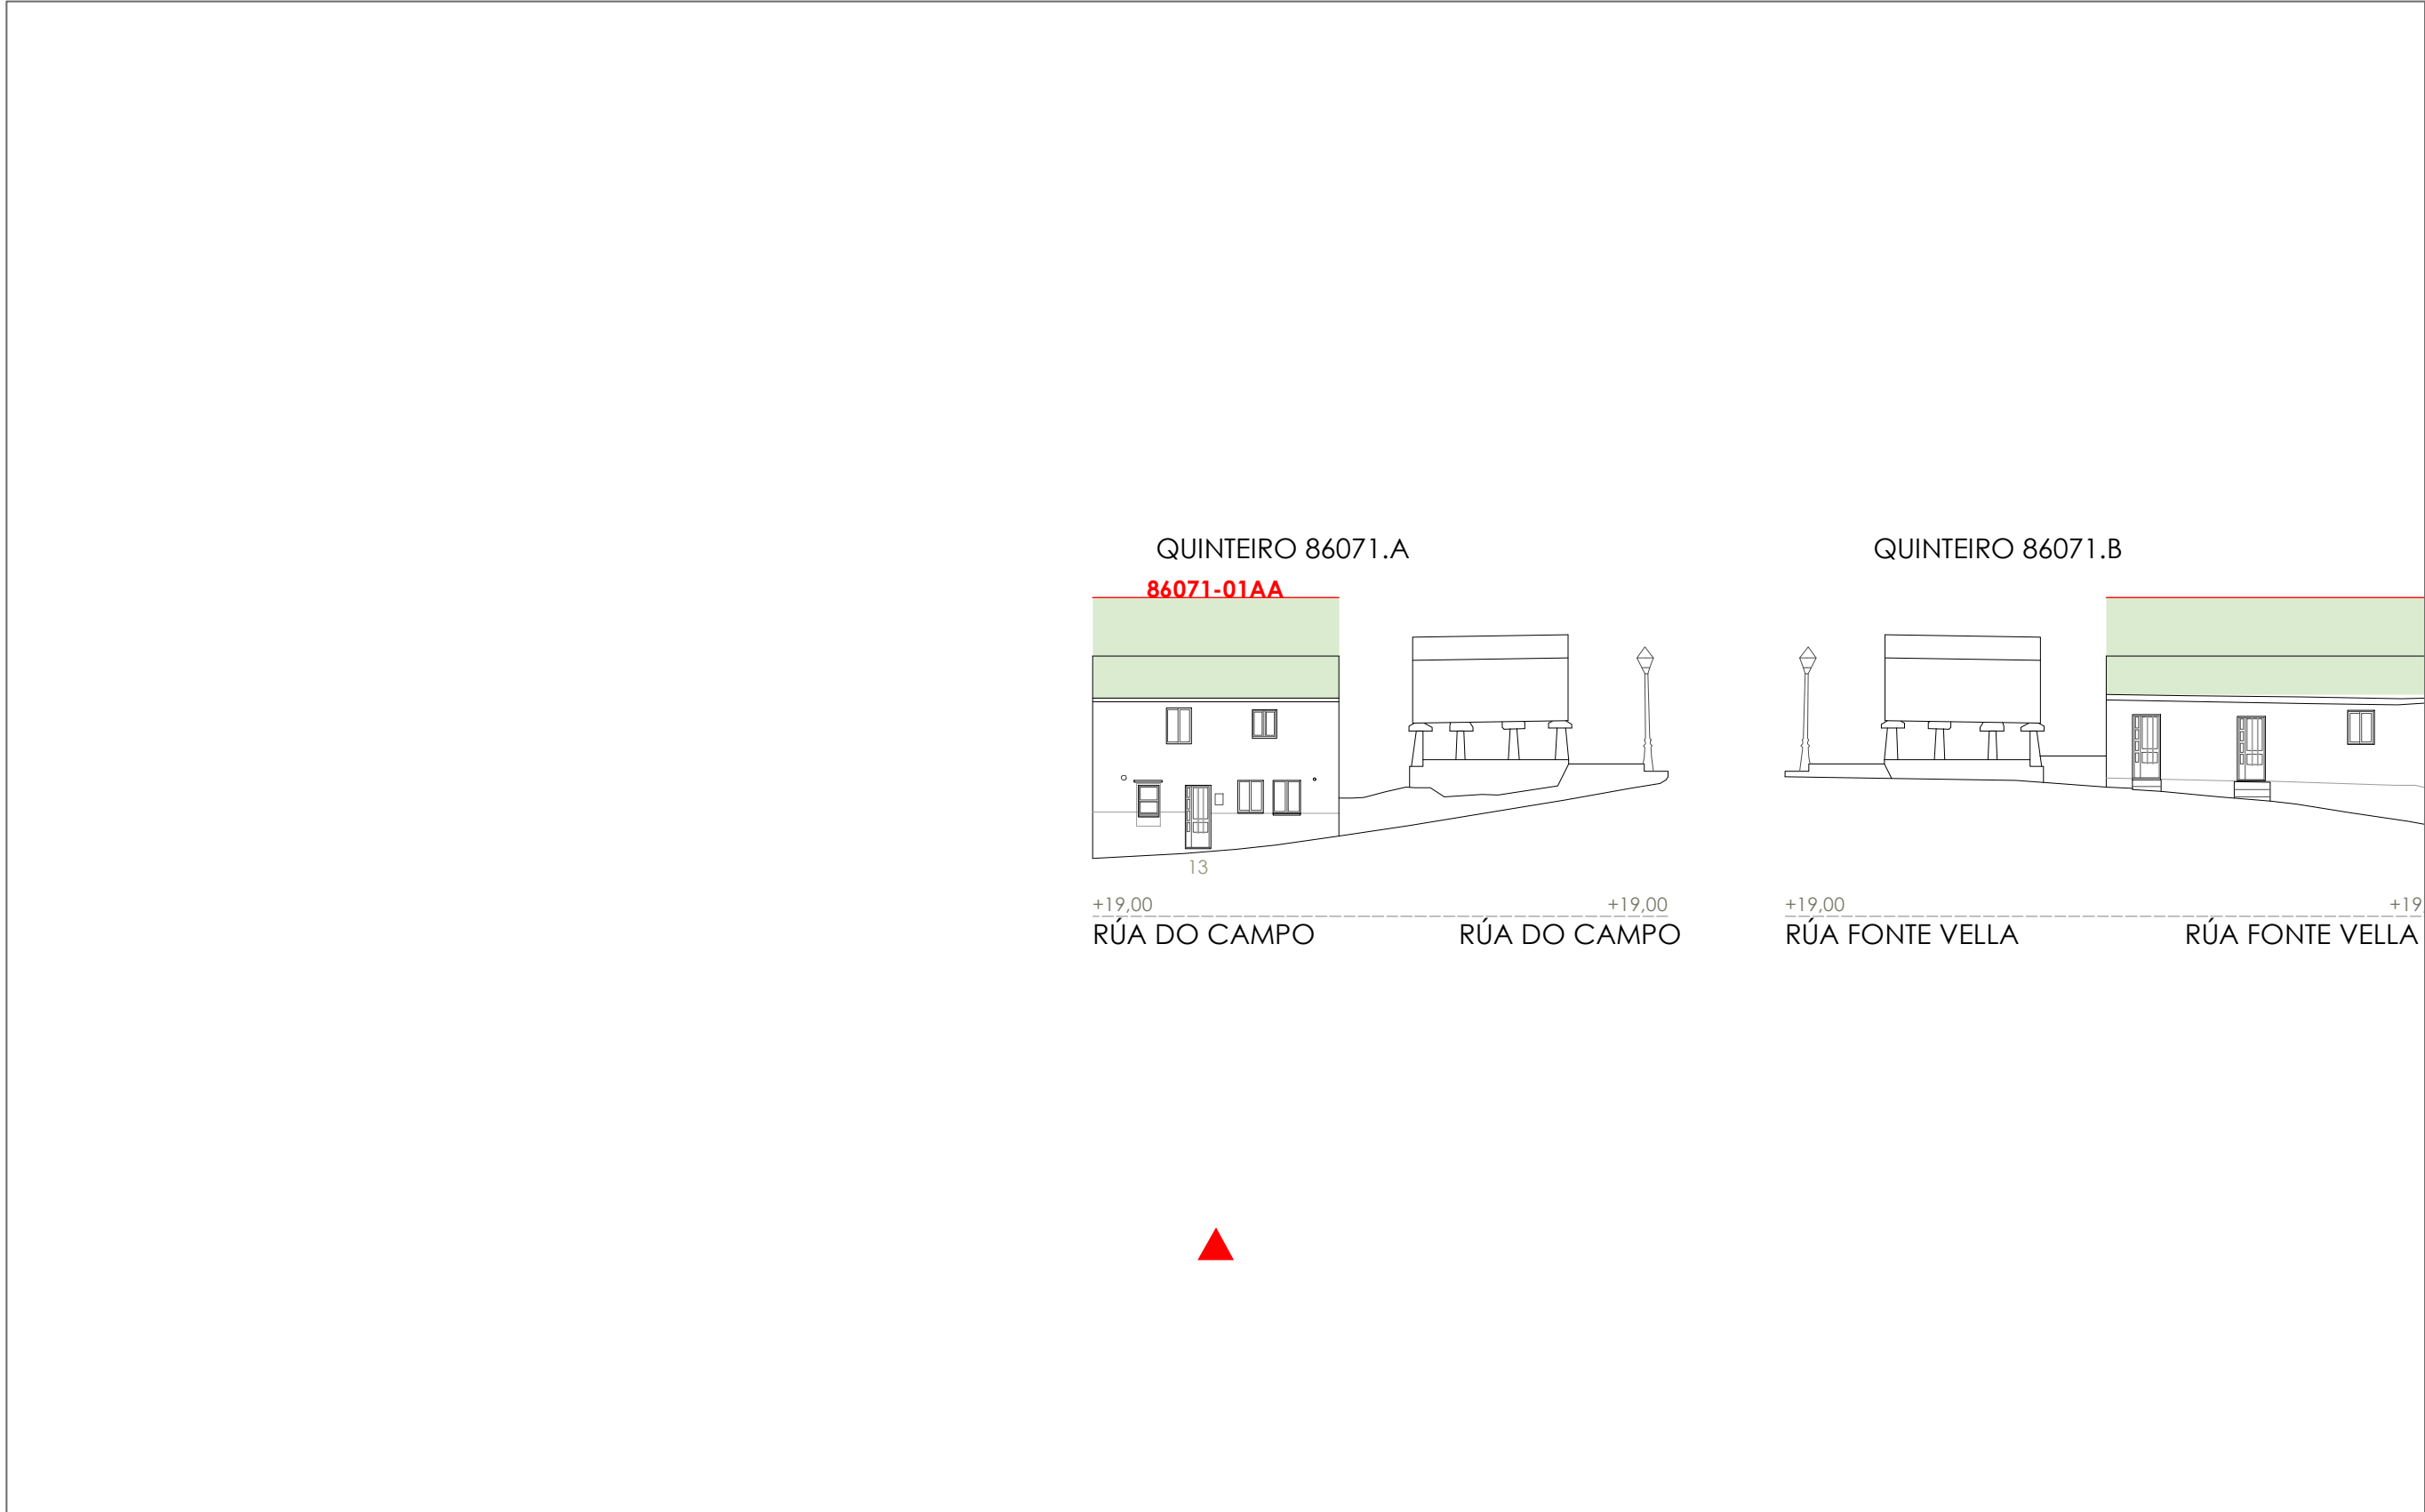 QUINTEIRO 86071.A
QUINTEIRO 86071.B
86071-01AA
13
+19,00
+19,00
+19,00
+19
RÚA DO CAMPO
RÚA DO CAMPO
RÚA FONTE VELLA
RÚA FONTE VELLA